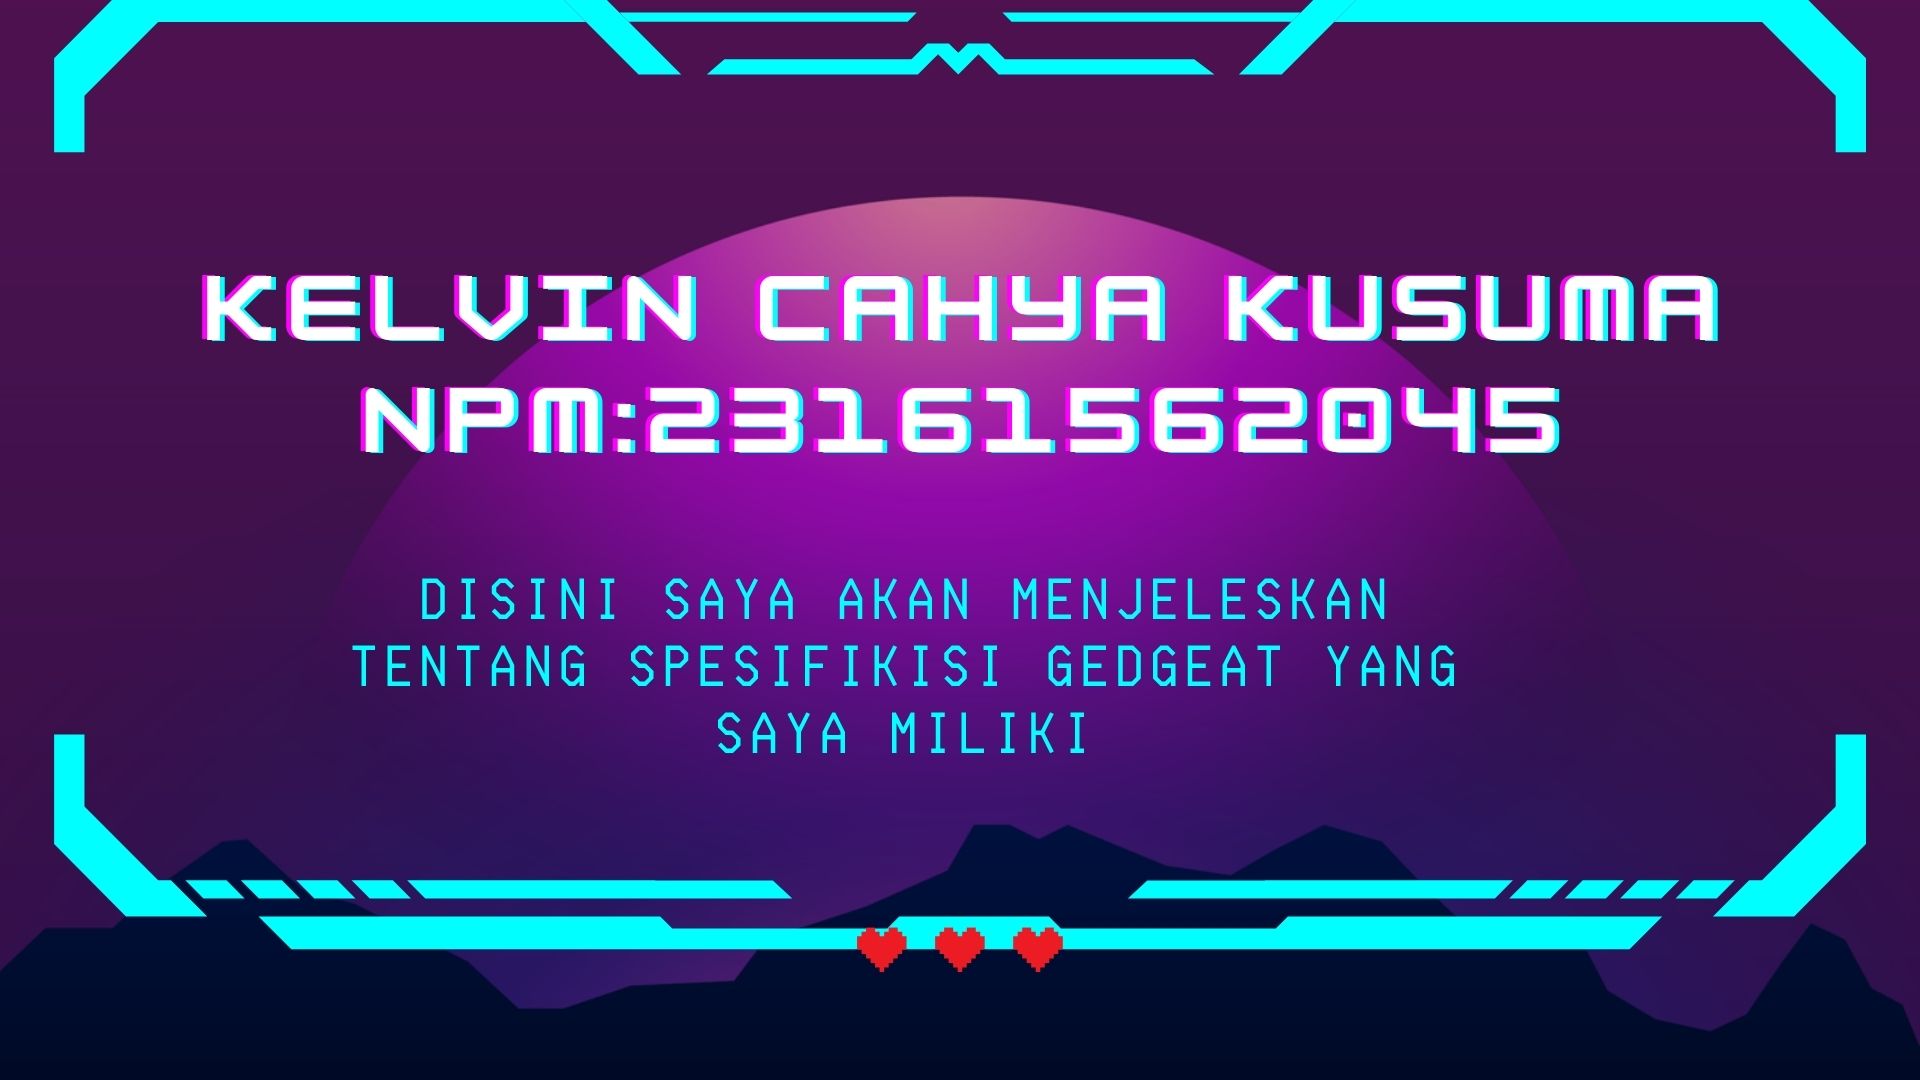 KELVIN CAHYA KUSUMA
NPM:23161562045
DISINI SAYA AKAN MENJELESKAN
TENTANG SPESIFIKISI GEDGEAT YANG
SAYA MILIKI